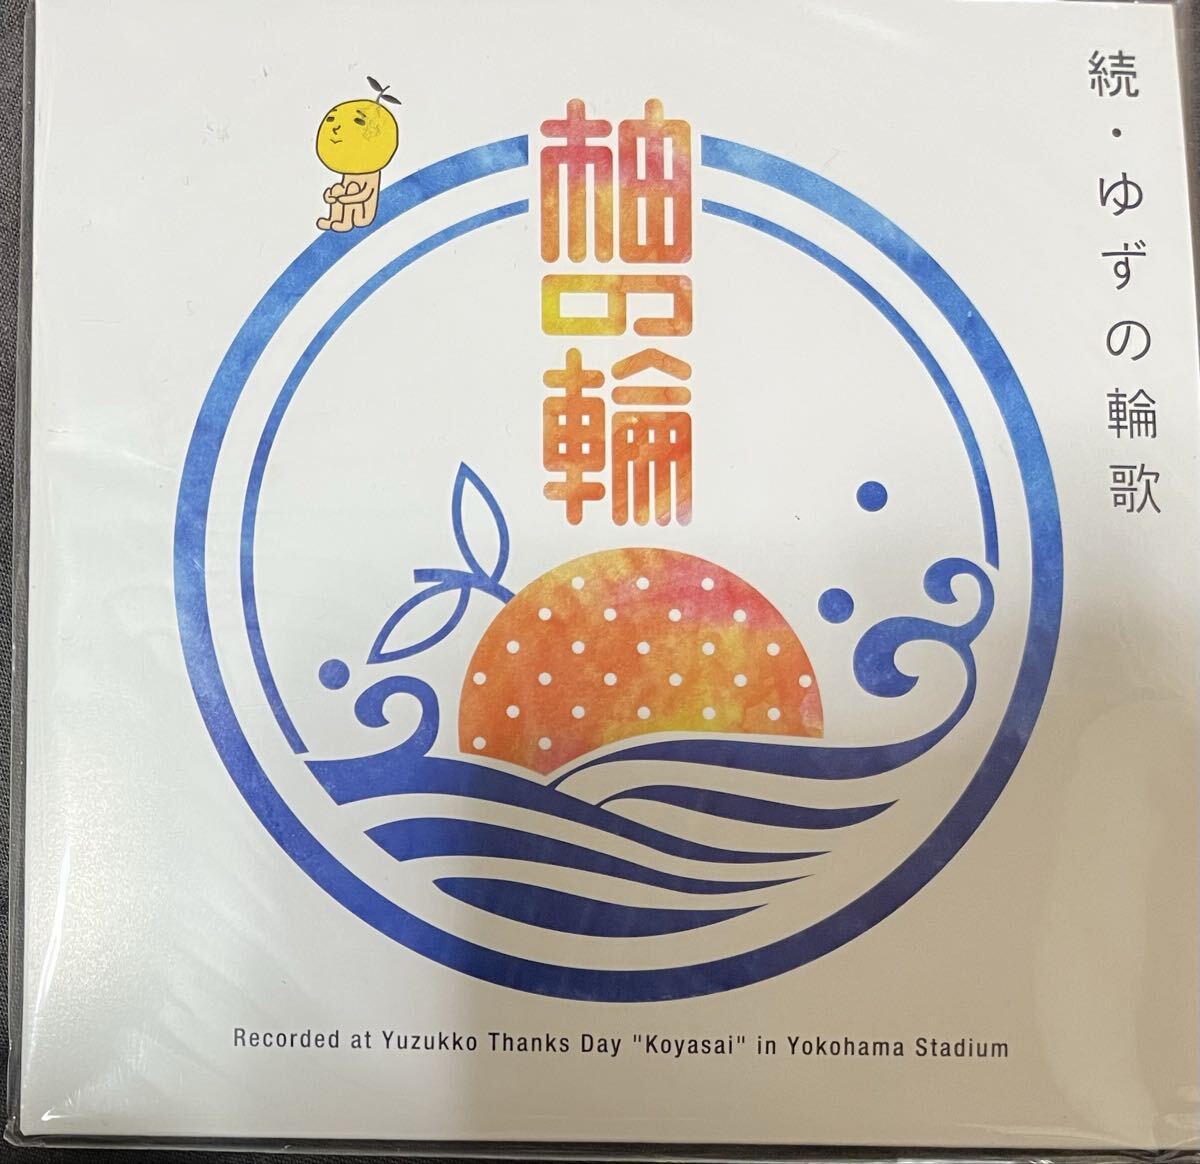 続・ゆずの輪歌
柚の輪
Recorded at Yuzukko Thanks Day "Koyasai" in Yokohama Stadium